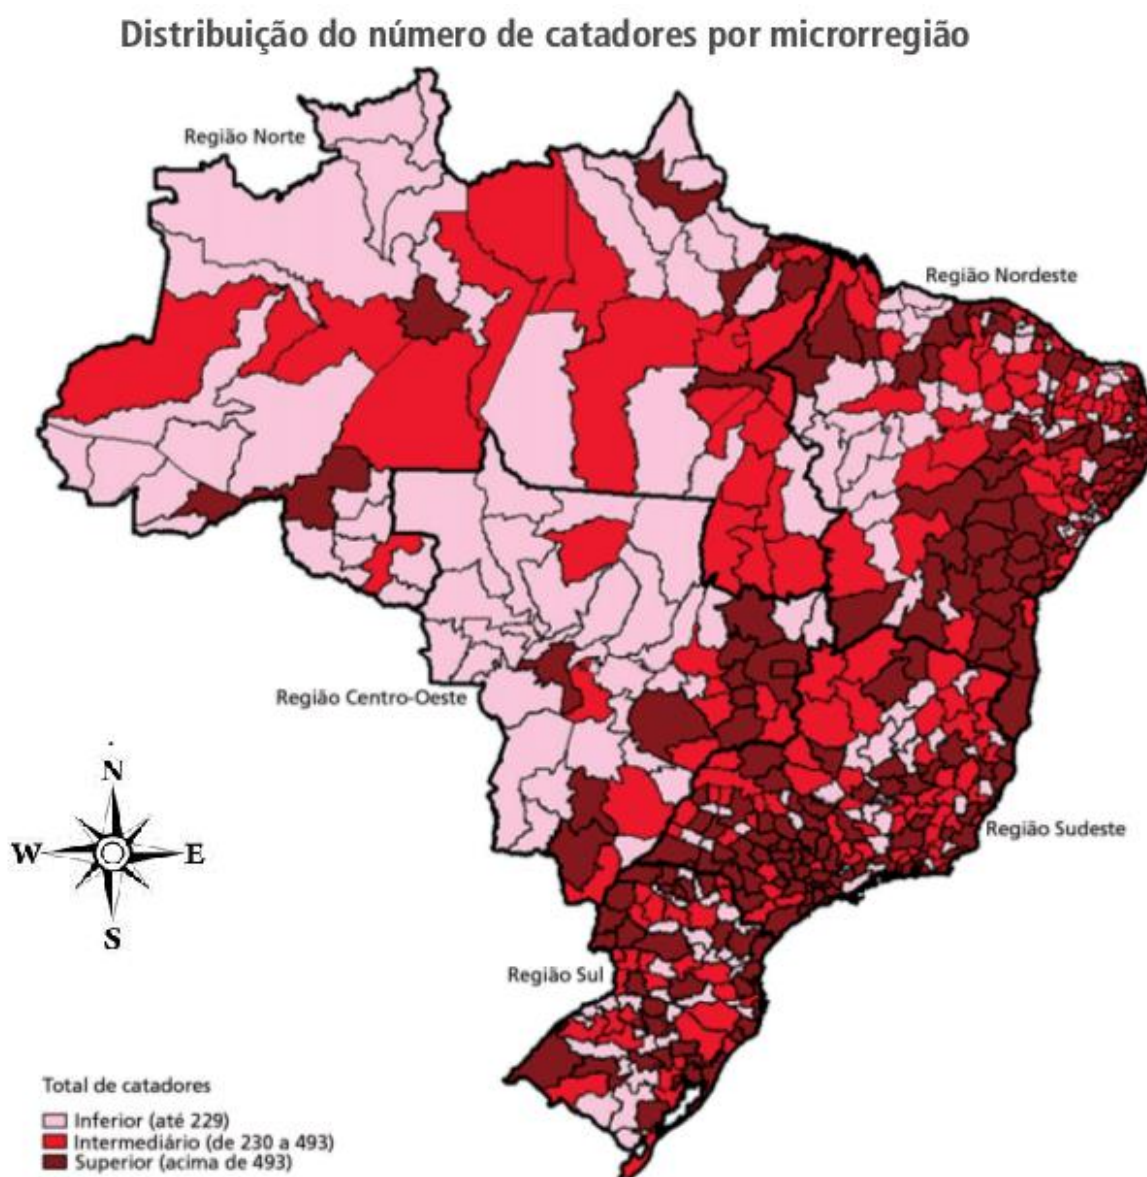 Distribuição do número de catadores por microrregião
Região Norte
Região Nordeste
Região Centro-Oeste
N
W
E
S
Região Sudeste
Região Sul
Total de catadores
Inferior (até 229)
Intermediário (de 230 a 493)
Superior (acima de 493)